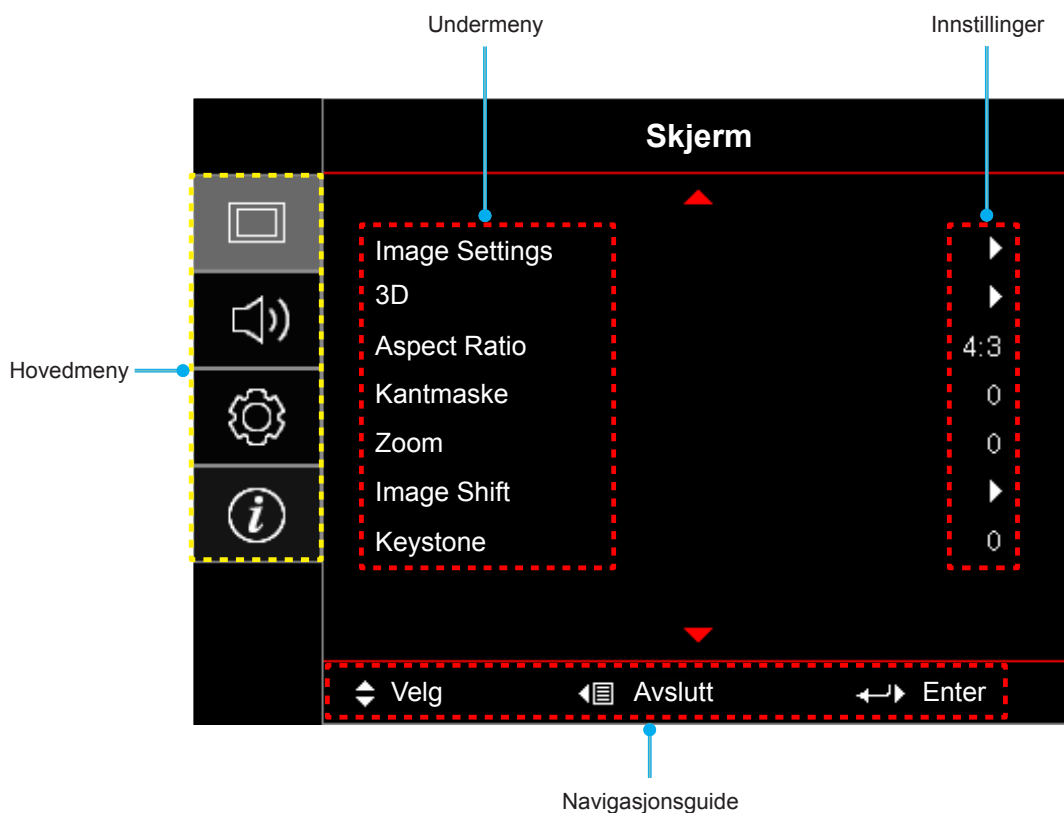 Undermeny Innstillinger
Skjerm
Image Settings
3D
Aspect Ratio 4:3
Hovedmeny
Kantmaske 0
Zoom 0
Image Shift
Keystone 0
Velg Avslutt Enter
Navigasjonsguide